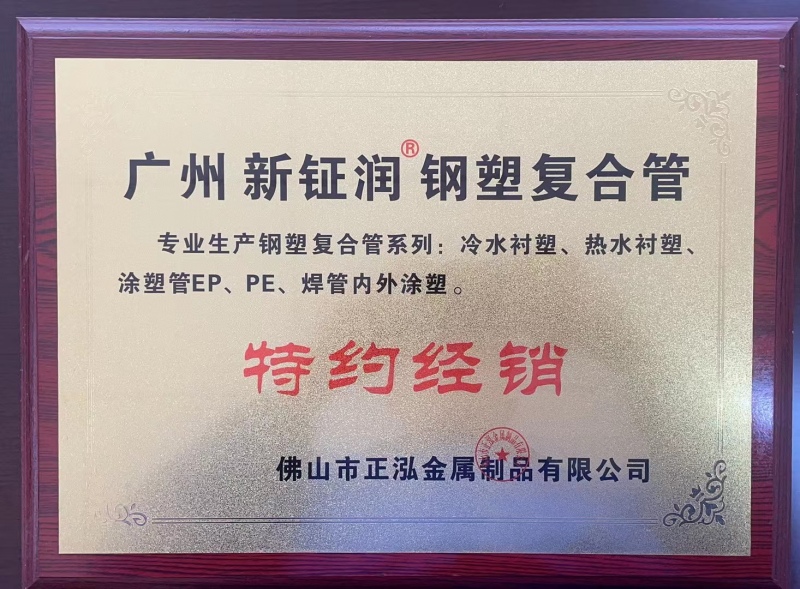 广州 新钲润® 钢塑复合管
专业生产钢塑复合管系列：冷水衬塑、热水衬塑、
涂塑管EP、PE、焊管内外涂塑。
特约经销
佛山市正泓金属制品有限公司